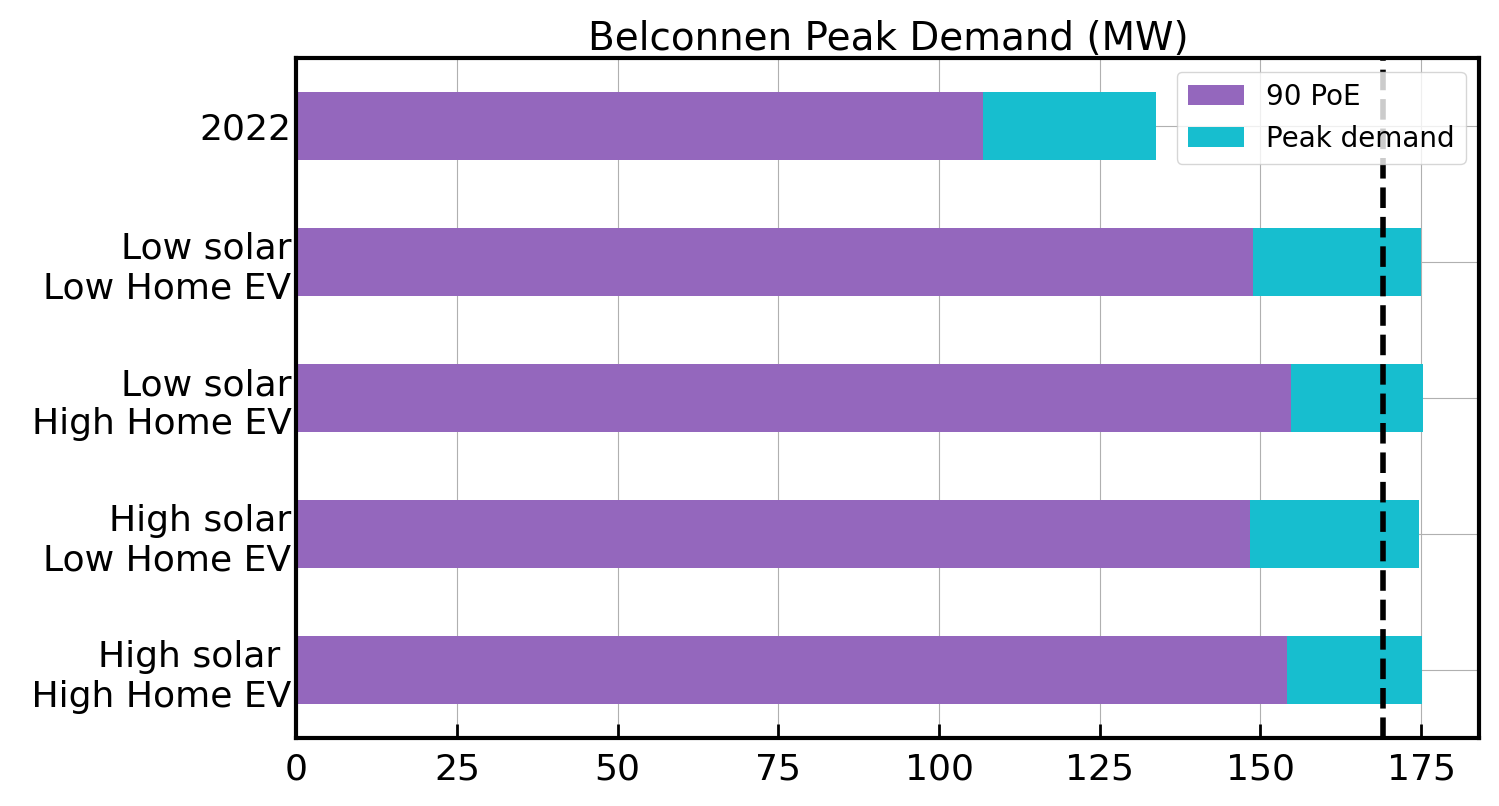 Belconnen Peak Demand (MW)
90 PoE
Peak demand
2022
Low solar
Low Home EV
Low solar
High Home EV
High solar
Low Home EV
High solar
High Home EV
0 25 50 75 100 125 150 175